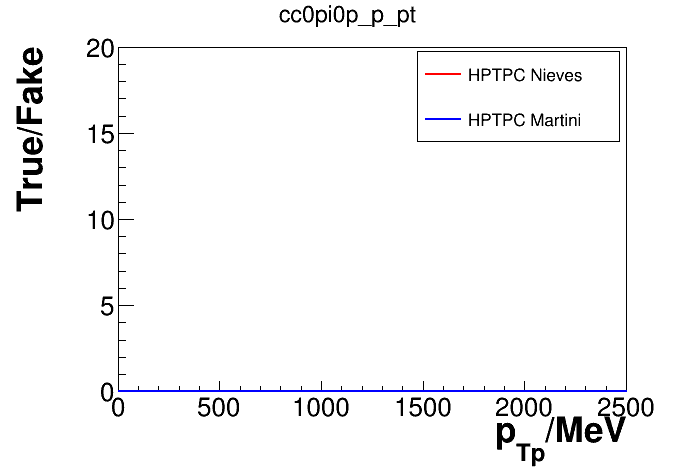 cc0pi0p_p_pt
True/Fake
20
15
10
5
0
HPTPC Nieves
HPTPC Martini
0 500 1000 1500 2000 2500
p_Tp/MeV